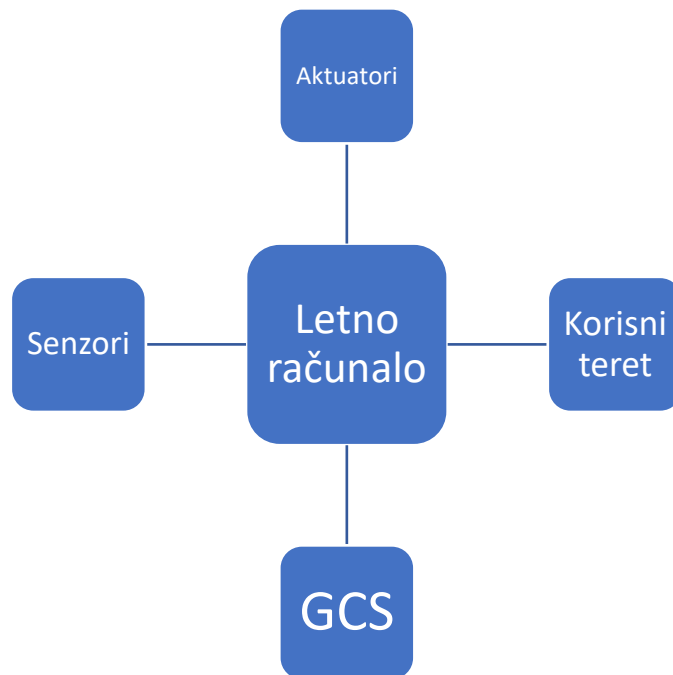 Aktuatori
Senzori
Letno
računalo
Korisni
teret
GCS